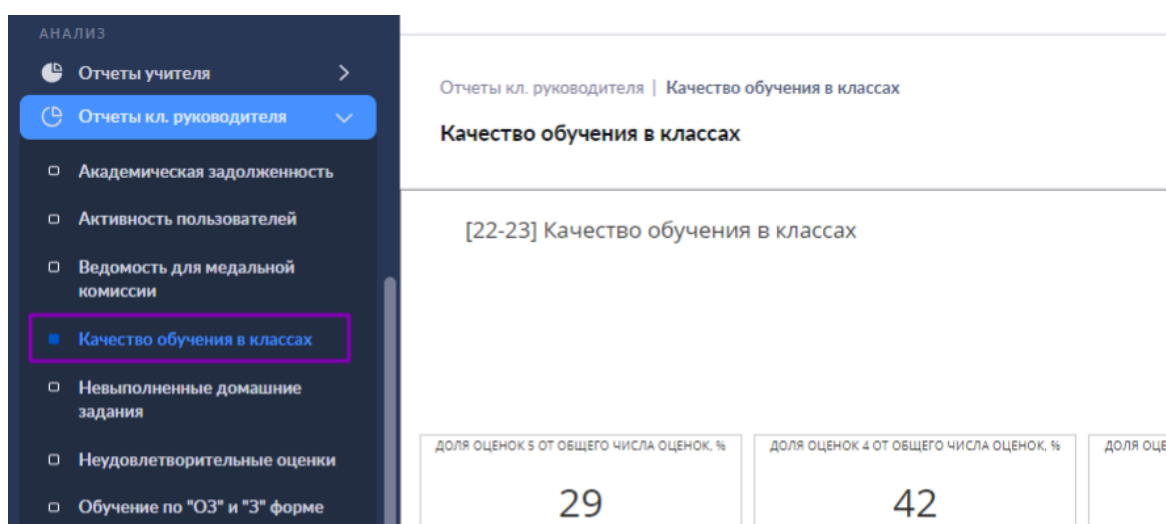 АНАЛИЗ
Отчеты учителя
Отчеты кл. руководителя
Академическая задолженность
Активность пользователей
Ведомость для медальной
комиссии
Качество обучения в классах
Невыполненные домашние
задания
Неудовлетворительные оценки
Обучение по "ОЗ" и "З" форме
Отчеты кл. руководителя | Качество обучения в классах
Качество обучения в классах
[22-23] Качество обучения в классах
ДОЛЯ ОЦЕНОК 5 ОТ ОБЩЕГО ЧИСЛА ОЦЕНОК, %
29
ДОЛЯ ОЦЕНОК 4 ОТ ОБЩЕГО ЧИСЛА ОЦЕНОК, %
42
ДОЛЯ ОЦЕ